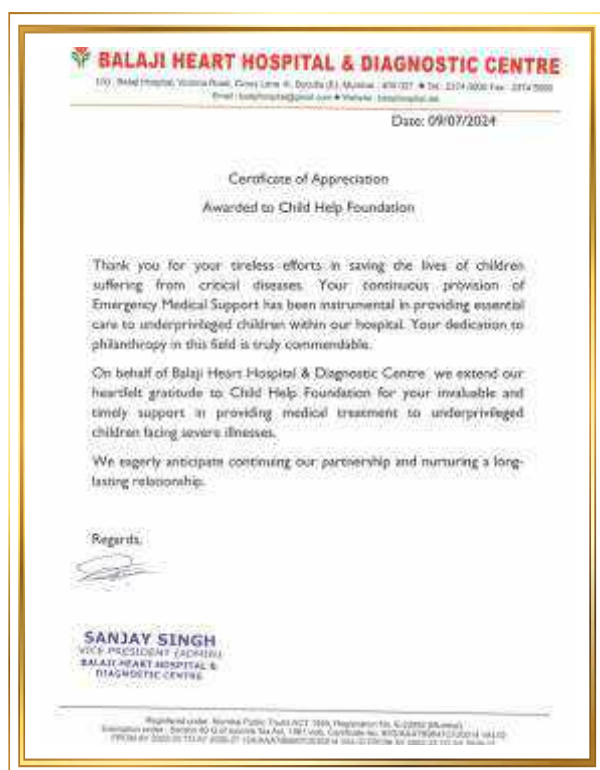 BALAJI HEART HOSPITAL & DIAGNOSTIC CENTRE
Date: 09/07/2024
Certificate of Appreciation
Awarded to Child Help Foundation
Thank you for your tireless efforts in saving the lives of children
suffering from critical diseases. Your continuous provision of
Emergency Medical Support has been instrumental in providing essential
care to underprivileged children within our hospital. Your dedication to
philanthropy in this field is truly commendable.
On behalf of Balaji Heart Hospital & Diagnostic Centre we extend our
heartfelt gratitude to Child Help Foundation for your invaluable and
timely support in providing medical treatment to underprivileged
children facing severe illnesses.
We eagerly anticipate continuing our partnership and nurturing a long-
lasting relationship.
Regards,
SANJAY SINGH
VICE PRESIDENT (ADMIN)
BALAJI HEART HOSPITAL &
DIAGNOSTIC CENTRE